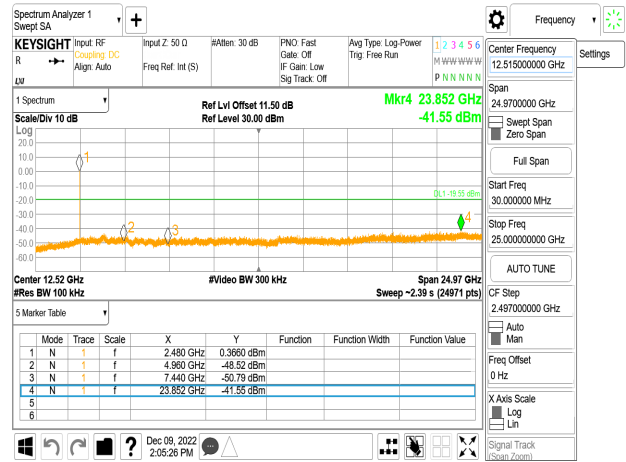 Spectrum Analyzer 1
Swept SA
Frequency
KEYSIGHT
Input: RF
Coupling: DC
Align: Auto
Input Z: 50 Ω
Freq Ref: Int (S)
#Atten: 30 dB
PNO: Fast
Gate: Off
IF Gain: Low
Sig Track: Off
Avg Type: Log-Power
Trig: Free Run
1 2 3 4 5 6
M W W W W W
P N N N N N
R
Center Frequency
12.515000000 GHz
Settings
Span
24.9700000 GHz
Swept Span
Zero Span
Full Span
Start Freq
30.000000 MHz
Stop Freq
25.000000000 GHz
AUTO TUNE
CF Step
2.497000000 GHz
Auto
Man
Freq Offset
0 Hz
X Axis Scale
Log
Lin
Signal Track
(Span Zoom)
1 Spectrum
Scale/Div 10 dB
Ref Lvl Offset 11.50 dB
Ref Level 30.00 dBm
Mkr4 23.852 GHz
-41.55 dBm
Log
20.0
10.0
0.00
-10.0
-20.0
-30.0
-40.0
-50.0
-60.0
1
2
3
4
DL1 -19.55 dBm
Center 12.52 GHz
#Res BW 100 kHz
#Video BW 300 kHz
Span 24.97 GHz
Sweep ~2.39 s (24971 pts)
5 Marker Table
Mode Trace Scale X Y Function Function Width Function Value
1 N 1 f 2.480 GHz 0.3660 dBm
2 N 1 f 4.960 GHz -48.52 dBm
3 N 1 f 7.440 GHz -50.79 dBm
4 N 1 f 23.852 GHz -41.55 dBm
5
6
Dec 09, 2022
2:05:26 PM